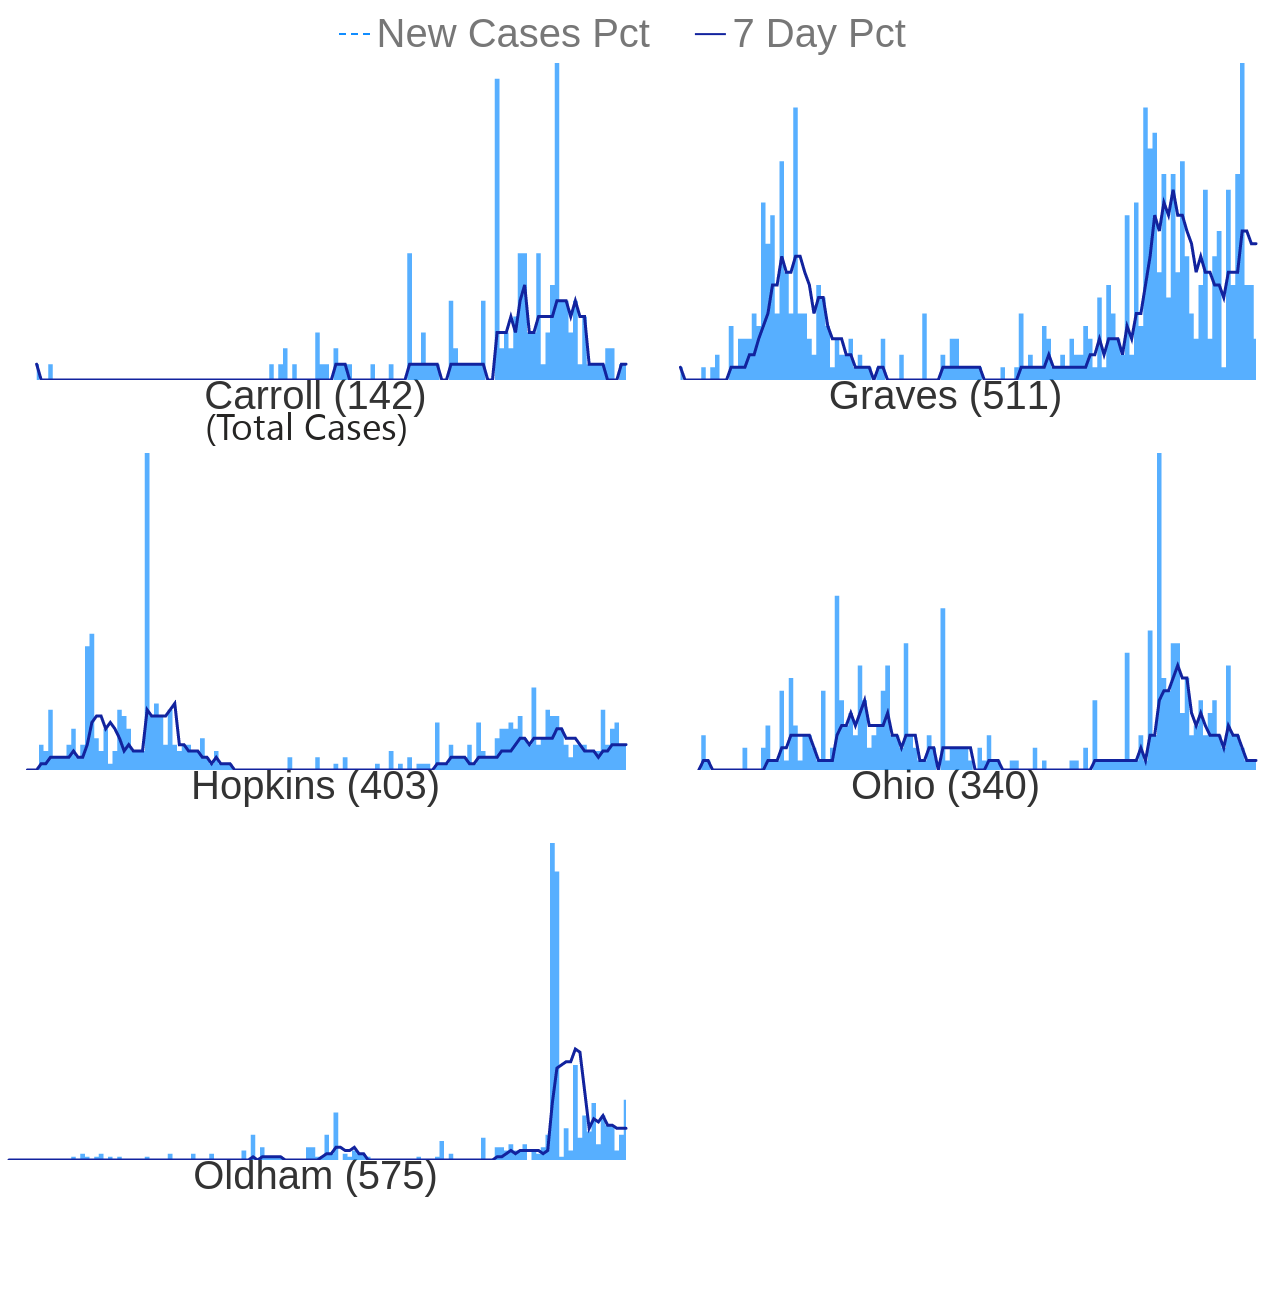 New Cases Pct 7 Day Pct
Carroll (142)
(Total Cases)
Graves (511)
Hopkins (403)
Ohio (340)
Oldham (575)